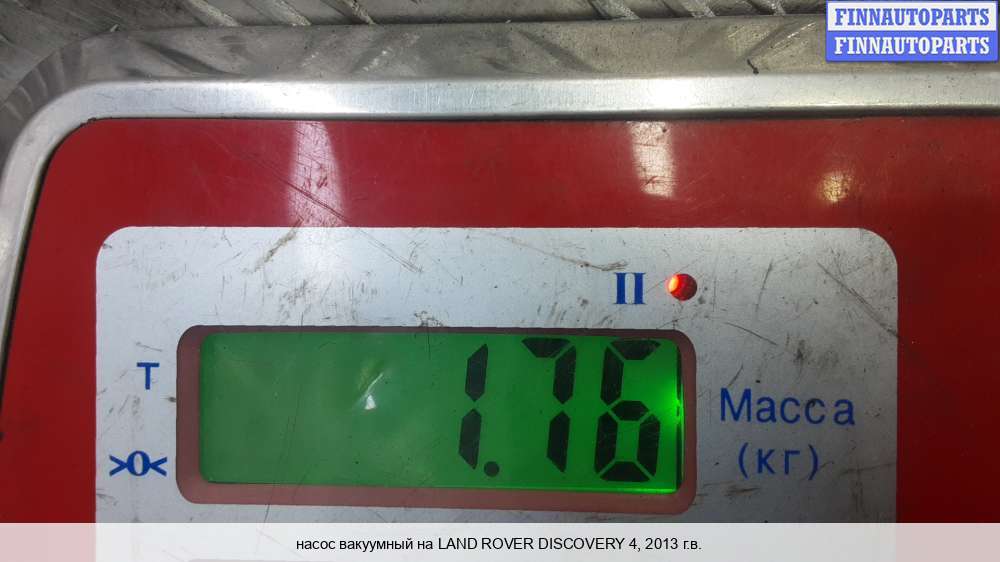 FINNAUTOPARTS
FINNAUTOPARTS
II
T
1.76
Масса
>0<
(кг)
насос вакуумный на LAND ROVER DISCOVERY 4, 2013 г.в.